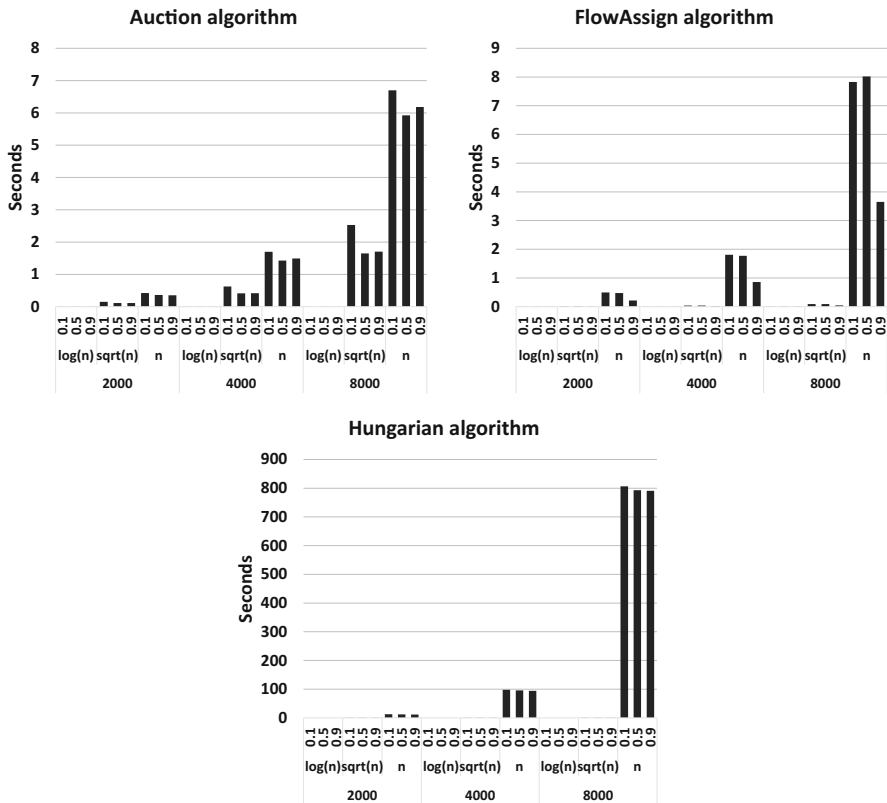 Auction algorithm
Seconds
8
7
6
5
4
3
2
1
0
0.1 0.5 0.9 0.1 0.5 0.9 0.1 0.5 0.9 0.1 0.5 0.9 0.1 0.5 0.9 0.1 0.5 0.9 0.1 0.5 0.9 0.1 0.5 0.9 0.1 0.5 0.9
log(n) sqrt(n) n log(n) sqrt(n) n log(n) sqrt(n) n
2000 4000 8000
FlowAssign algorithm
Seconds
9
8
7
6
5
4
3
2
1
0
0.1 0.5 0.9 0.1 0.5 0.9 0.1 0.5 0.9 0.1 0.5 0.9 0.1 0.5 0.9 0.1 0.5 0.9 0.1 0.5 0.9 0.1 0.5 0.9 0.1 0.5 0.9
log(n) sqrt(n) n log(n) sqrt(n) n log(n) sqrt(n) n
2000 4000 8000
Hungarian algorithm
Seconds
900
800
700
600
500
400
300
200
100
0
0.1 0.5 0.9 0.1 0.5 0.9 0.1 0.5 0.9 0.1 0.5 0.9 0.1 0.5 0.9 0.1 0.5 0.9 0.1 0.5 0.9 0.1 0.5 0.9 0.1 0.5 0.9
log(n) sqrt(n) n log(n) sqrt(n) n log(n) sqrt(n) n
2000 4000 8000